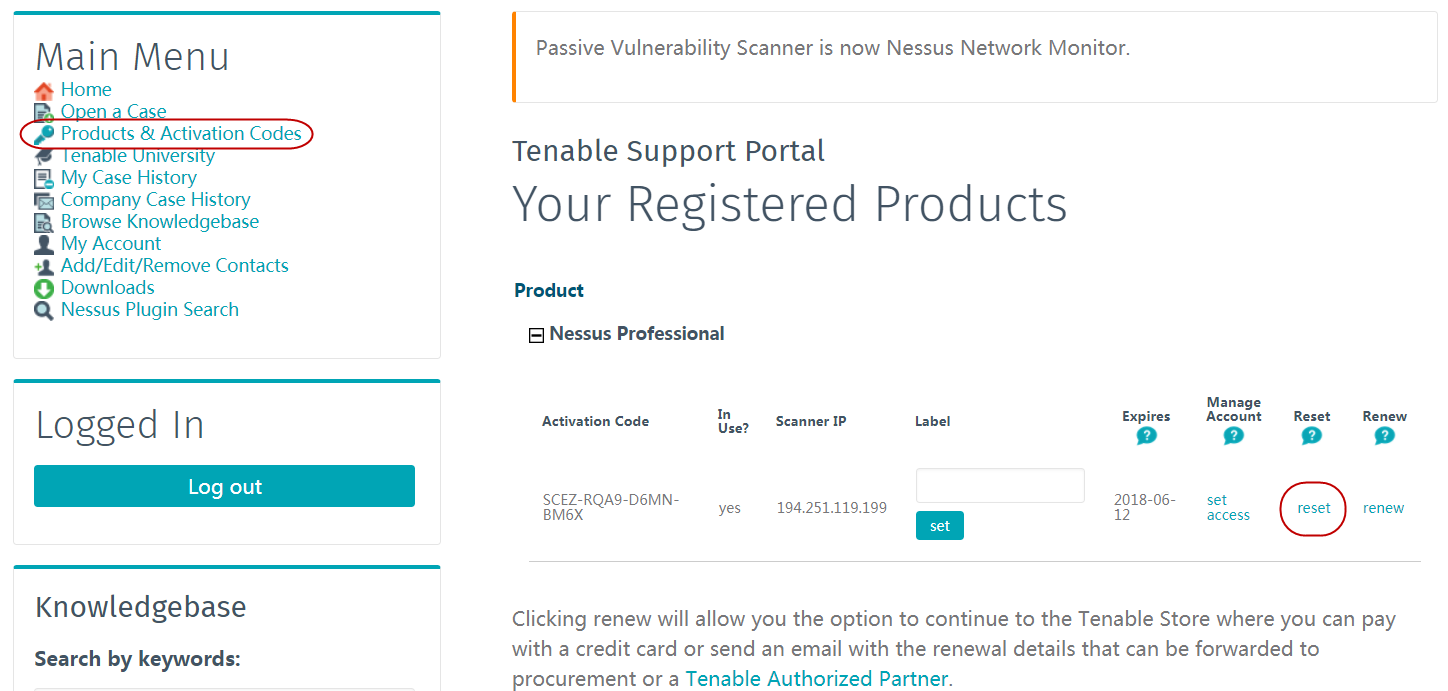 Main Menu
Home
Open a Case
Products & Activation Codes
Tenable University
My Case History
Company Case History
Browse Knowledgebase
My Account
Add/Edit/Remove Contacts
Downloads
Nessus Plugin Search
Logged In
Log out
Knowledgebase
Search by keywords:
Passive Vulnerability Scanner is now Nessus Network Monitor.
Tenable Support Portal
Your Registered Products
Product
Nessus Professional
Activation Code
In
Use?
Scanner IP
Label
Expires
?
Manage
Account
?
Reset
?
Renew
?
SCEZ-RQA9-D6MN-
BM6X
yes
194.251.119.199
set
2018-06-
12
set
access
reset
renew
Clicking renew will allow you the option to continue to the Tenable Store where you can pay
with a credit card or send an email with the renewal details that can be forwarded to
procurement or a Tenable Authorized Partner.